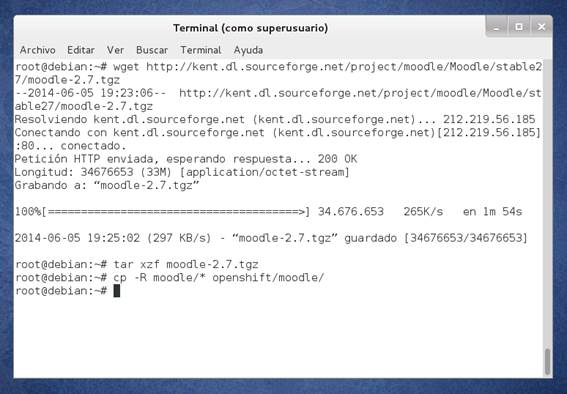 Terminal (como superusuario)
Archivo Editar Ver Buscar Terminal Ayuda
root@debian:~# wget http://kent.dl.sourceforge.net/project/moodle/Moodle/stable2
7/moodle-2.7.tgz
--2014-06-05 19:23:06--  http://kent.dl.sourceforge.net/project/moodle/Moodle/st
able27/moodle-2.7.tgz
Resolviendo kent.dl.sourceforge.net (kent.dl.sourceforge.net)... 212.219.56.185
Conectando con kent.dl.sourceforge.net (kent.dl.sourceforge.net)[212.219.56.185]
:80... conectado.
Petición HTTP enviada, esperando respuesta... 200 OK
Longitud: 34676653 (33M) [application/octet-stream]
Grabando a: “moodle-2.7.tgz”
100%[======================================>] 34.676.653   265K/s   en 1m 54s
2014-06-05 19:25:02 (297 KB/s) - “moodle-2.7.tgz” guardado [34676653/34676653]
root@debian:~# tar xzf moodle-2.7.tgz
root@debian:~# cp -R moodle/* openshift/moodle/
root@debian:~#